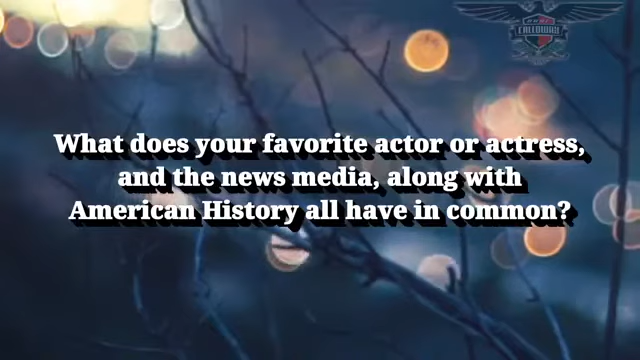 CALLOWAY
What does your favorite actor or actress,
and the news media, along with
American History all have in common?